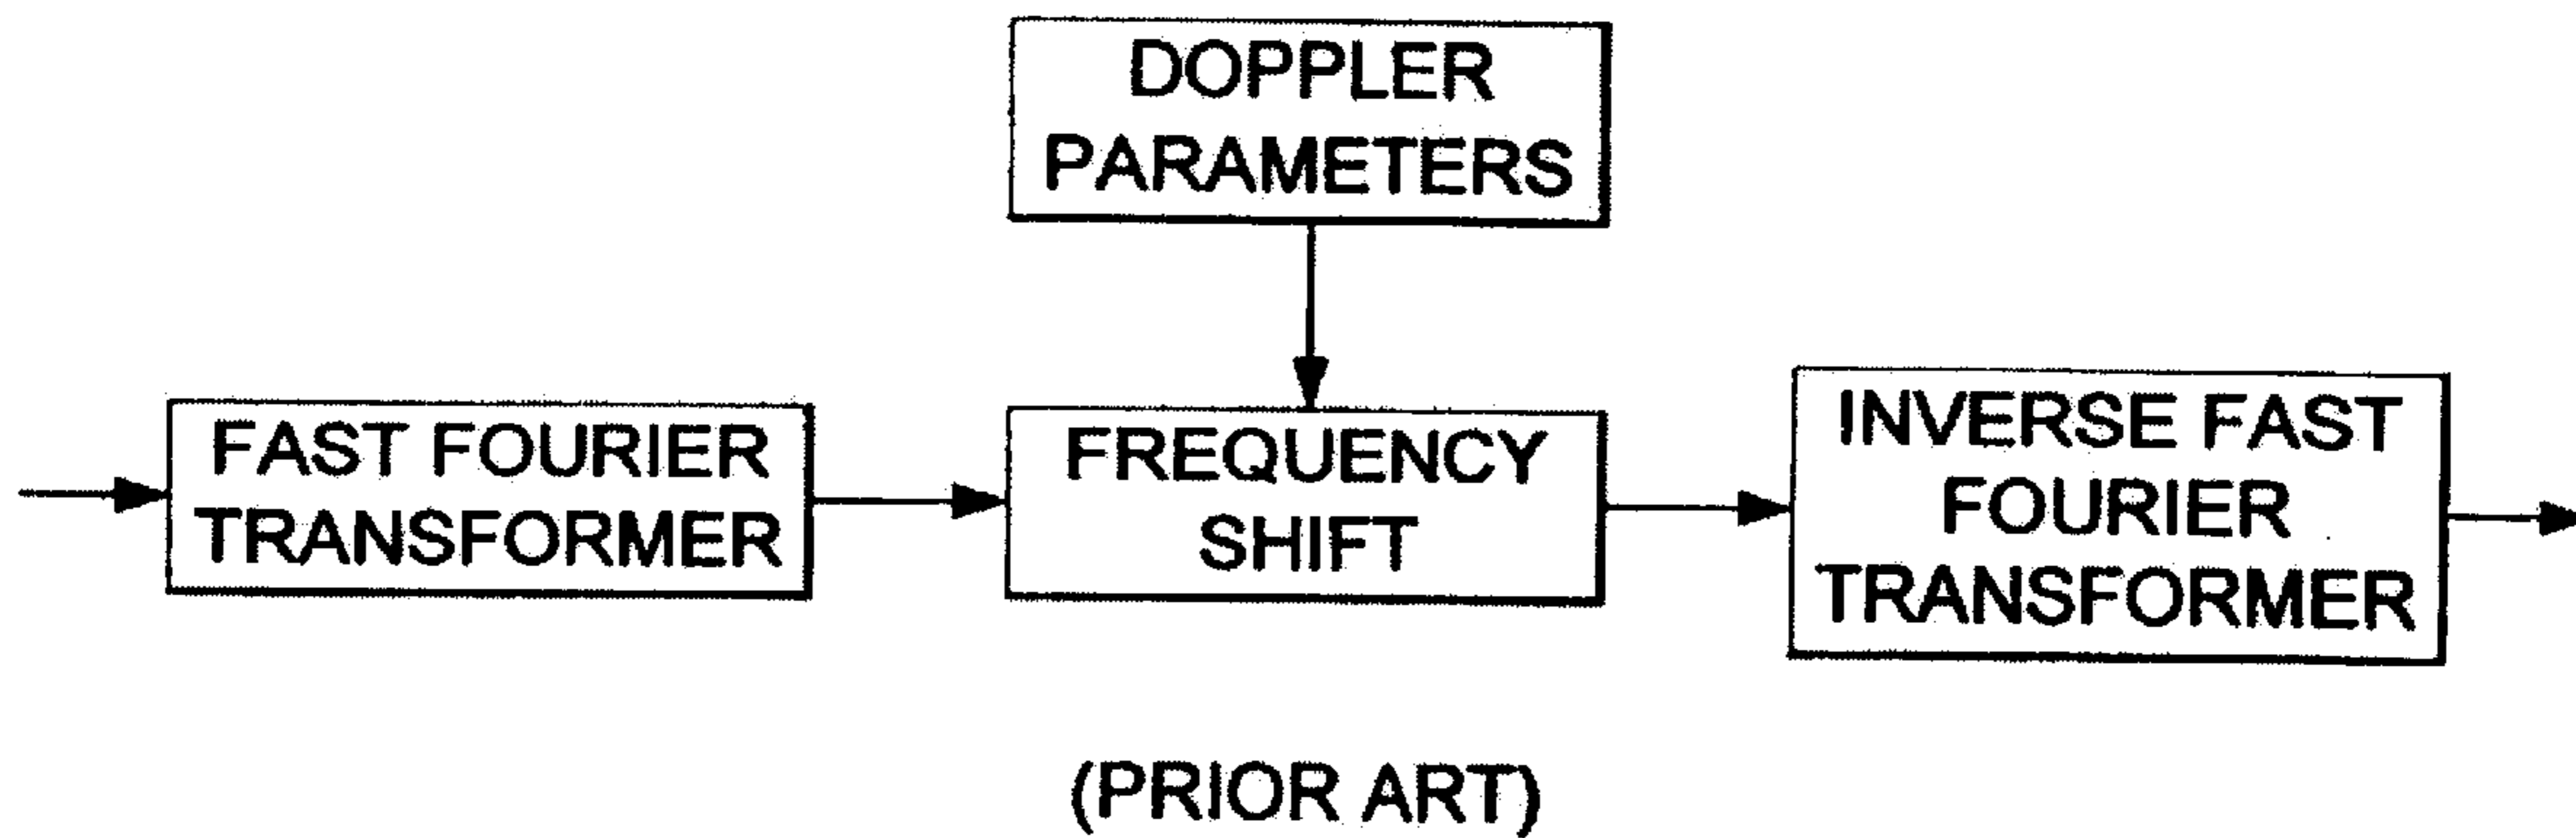 DOPPLER
PARAMETERS
FAST FOURIER
TRANSFORMER
FREQUENCY
SHIFT
INVERSE FAST
FOURIER
TRANSFORMER
(PRIOR ART)